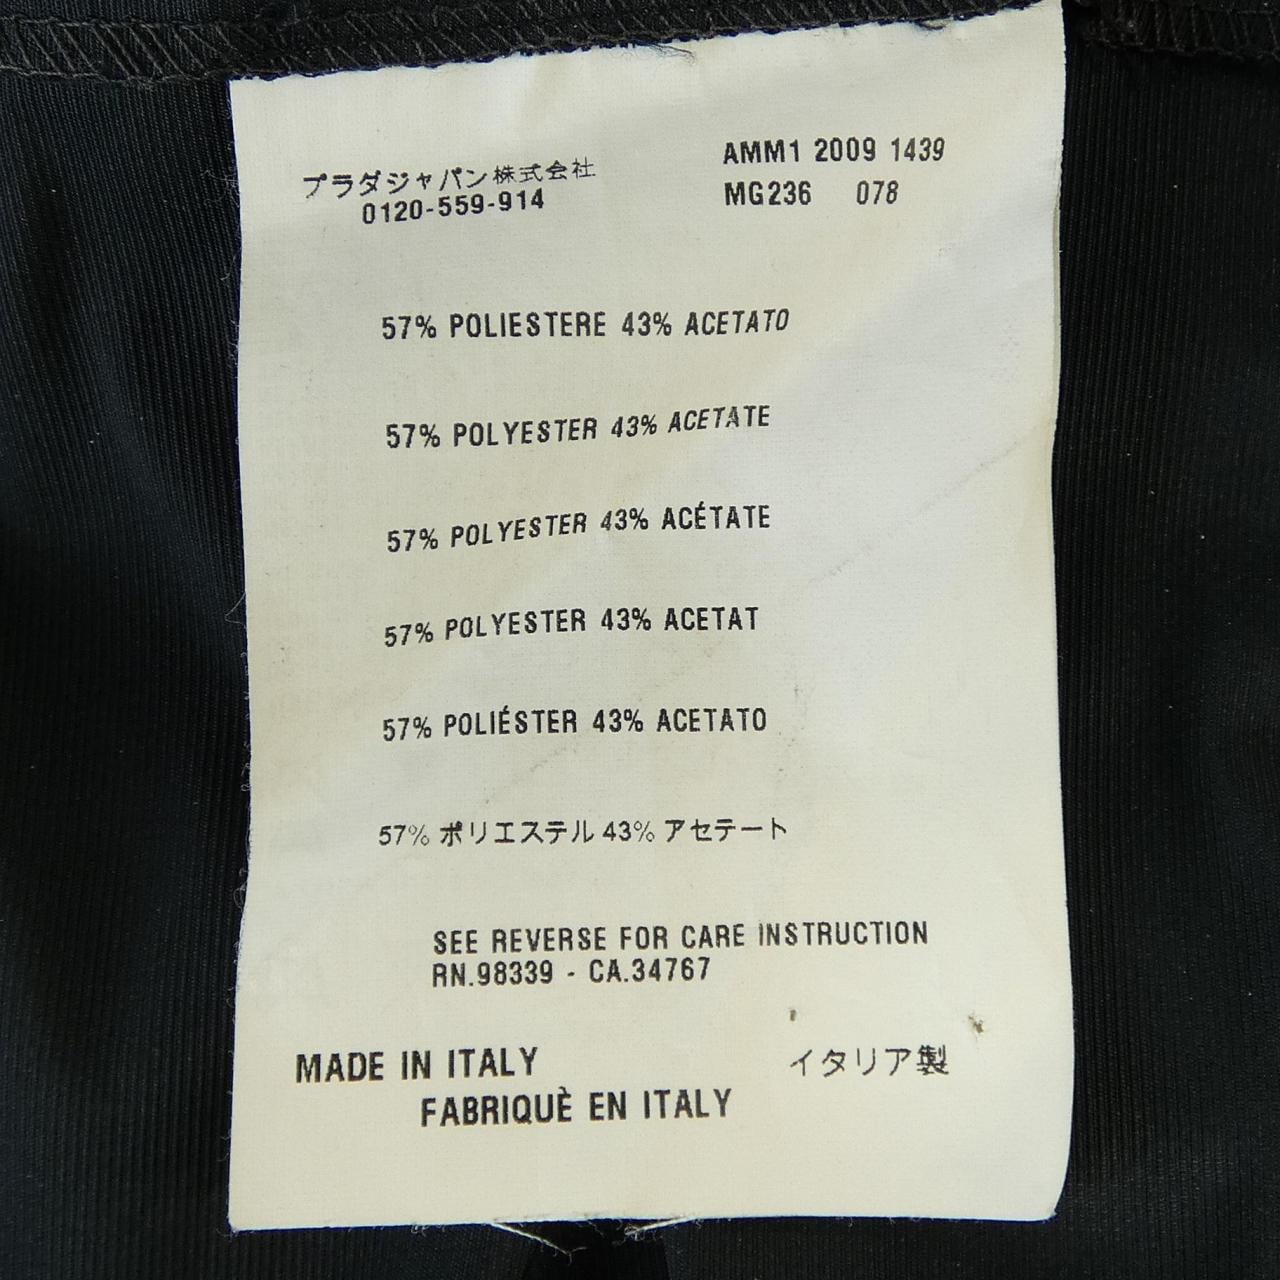 プラダジャパン株式会社
0120-559-914
AMM1 2009 1439
MG236 078
57% POLIESTERE 43% ACETATO
57% POLYESTER 43% ACETATE
57% POLYESTER 43% ACÉTATE
57% POLYESTER 43% ACETAT
57% POLIÉSTER 43% ACETATO
57% ポリエステル 43% アセテート
SEE REVERSE FOR CARE INSTRUCTION
RN.98339 - CA.34767
MADE IN ITALY
イタリア製
FABRIQUÈ EN ITALY